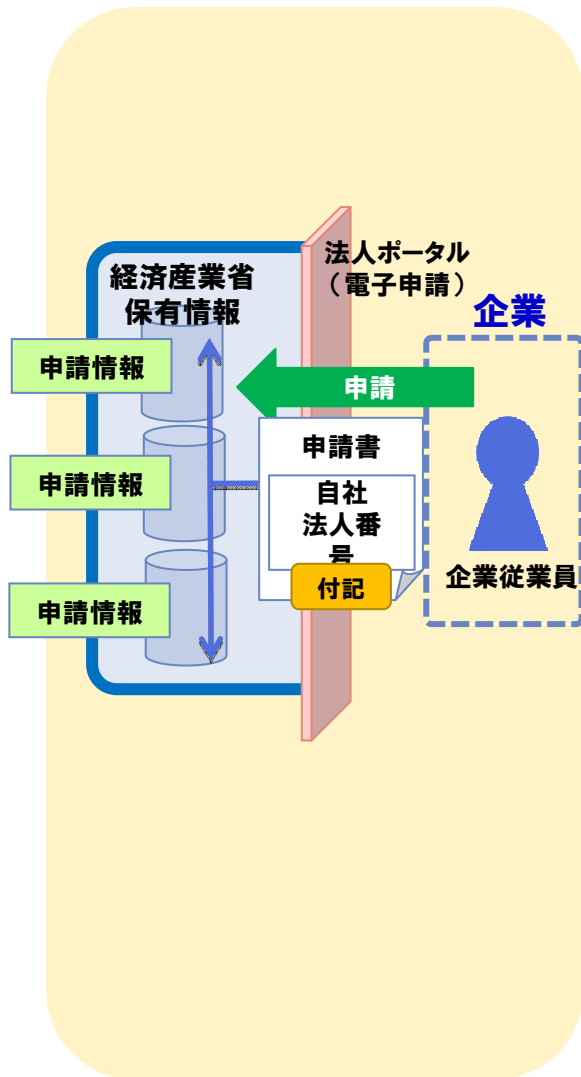 法人ポータル
（電子申請）
経済産業省
保有情報
企業
申請情報
申請
申請書
申請情報
自社
法人番
号
付記
企業従業員
申請情報